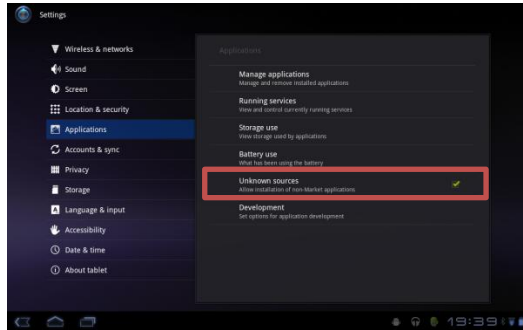 Settings
Wireless & networks
Sound
Screen
Location & security
Applications
Accounts & sync
Privacy
Storage
Language & input
Accessibility
Date & time
About tablet
Applications
Manage applications
Manage and remove installed applications
Running services
View and control currently running services
Storage use
View storage used by applications
Battery use
What has been using the battery
Unknown sources
Allow installation of non-Market applications
Development
Set options for application development
19:39